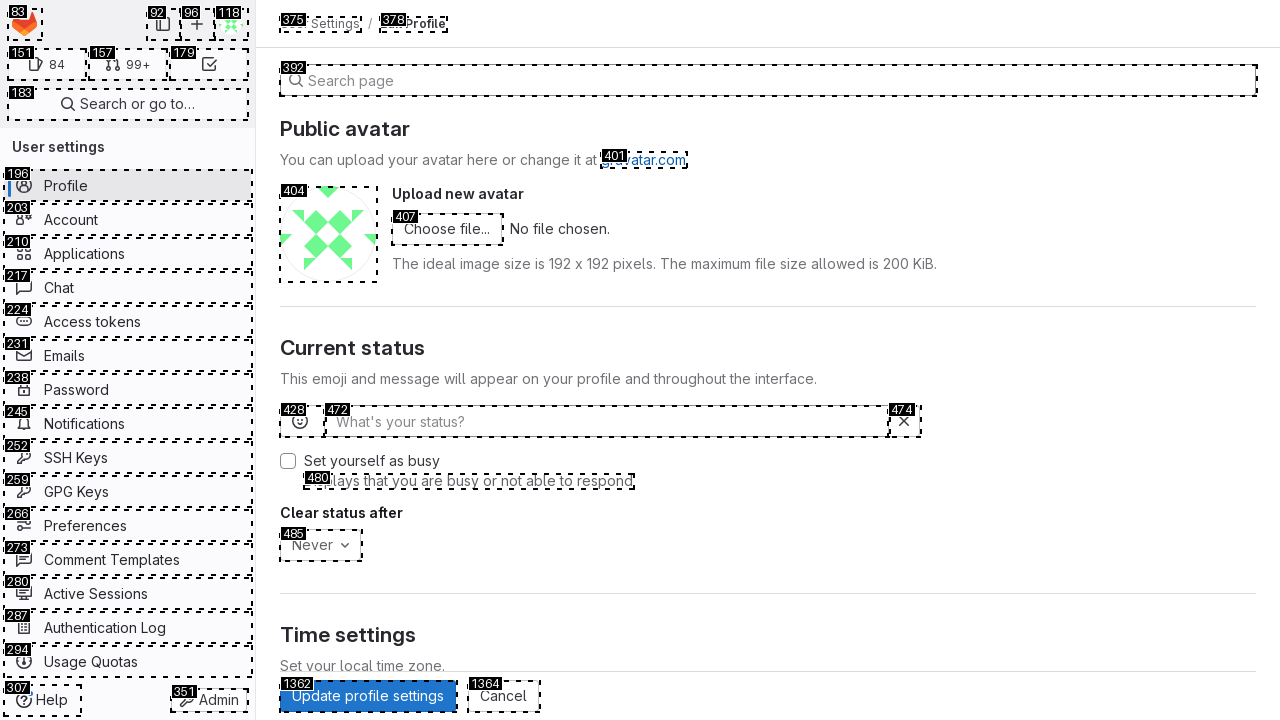 83
92
96
118
151
84
157
99+
179
183
Search or go to...
User settings
196
Profile
203
Account
210
Applications
217
Chat
224
Access tokens
231
Emails
238
Password
245
Notifications
252
SSH Keys
259
GPG Keys
266
Preferences
273
Comment Templates
280
Active Sessions
287
Authentication Log
294
Usage Quotas
307
Help
351
Admin
375
Settings
/
378
Profile
392
Search page
Public avatar
You can upload your avatar here or change it at
401
gravatar.com
404
Upload new avatar
407
Choose file...
No file chosen.
The ideal image size is 192 x 192 pixels. The maximum file size allowed is 200 KiB.
Current status
This emoji and message will appear on your profile and throughout the interface.
428
472
What's your status?
474
Set yourself as busy
480
Displays that you are busy or not able to respond
Clear status after
485
Never
Time settings
Set your local time zone.
1362
Update profile settings
1364
Cancel